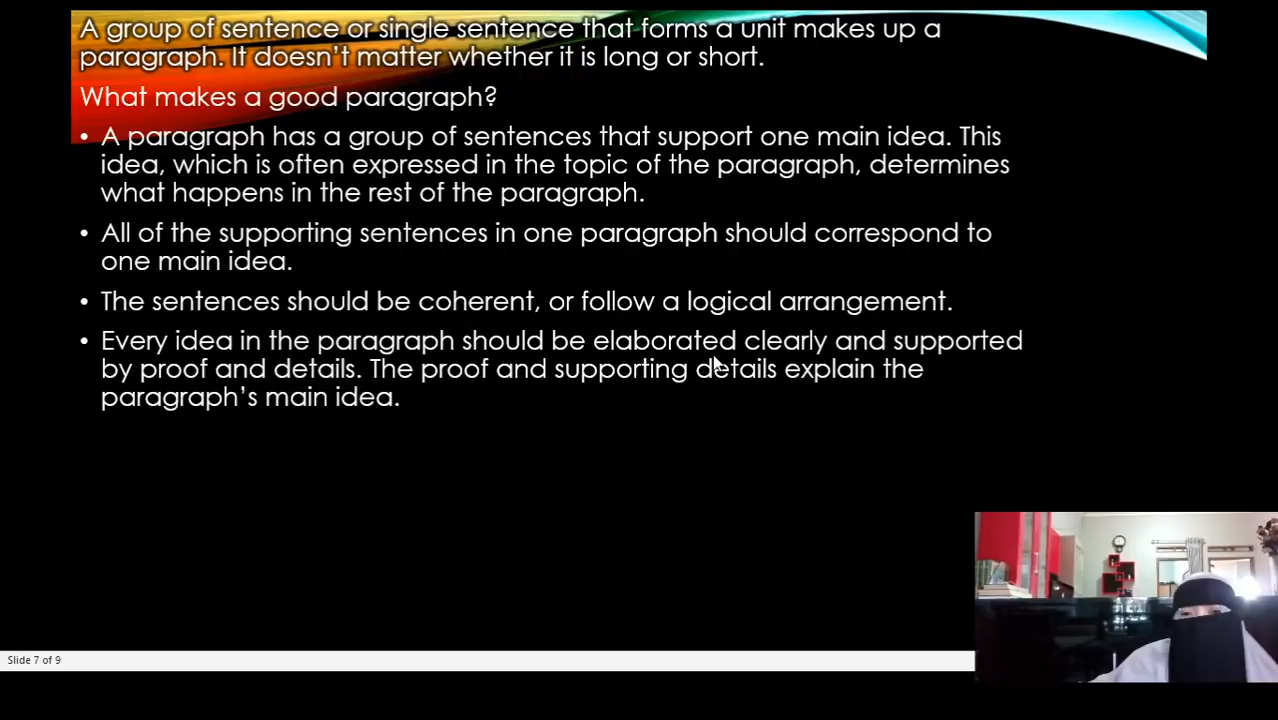 A group of sentence or single sentence that forms a unit makes up a
paragraph. It doesn't matter whether it is long or short.
What makes a good paragraph?
• A paragraph has a group of sentences that support one main idea. This
idea, which is often expressed in the topic of the paragraph, determines
what happens in the rest of the paragraph.
• All of the supporting sentences in one paragraph should correspond to
one main idea.
• The sentences should be coherent, or follow a logical arrangement.
• Every idea in the paragraph should be elaborated clearly and supported
by proof and details. The proof and supporting details explain the
paragraph's main idea.
Slide 7 of 9